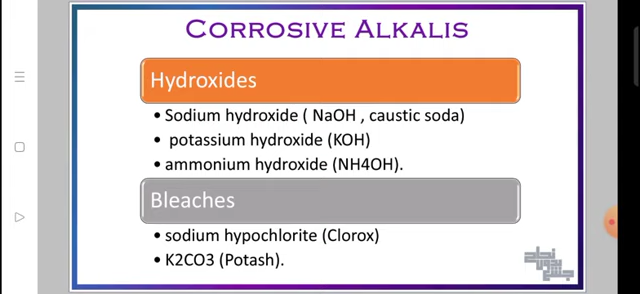 CORROSIVE ALKALIS
Hydroxides
• Sodium hydroxide ( NaOH , caustic soda)
• potassium hydroxide (KOH)
• ammonium hydroxide (NH4OH).
Bleaches
• sodium hypochlorite (Clorox)
• K2CO3 (Potash).